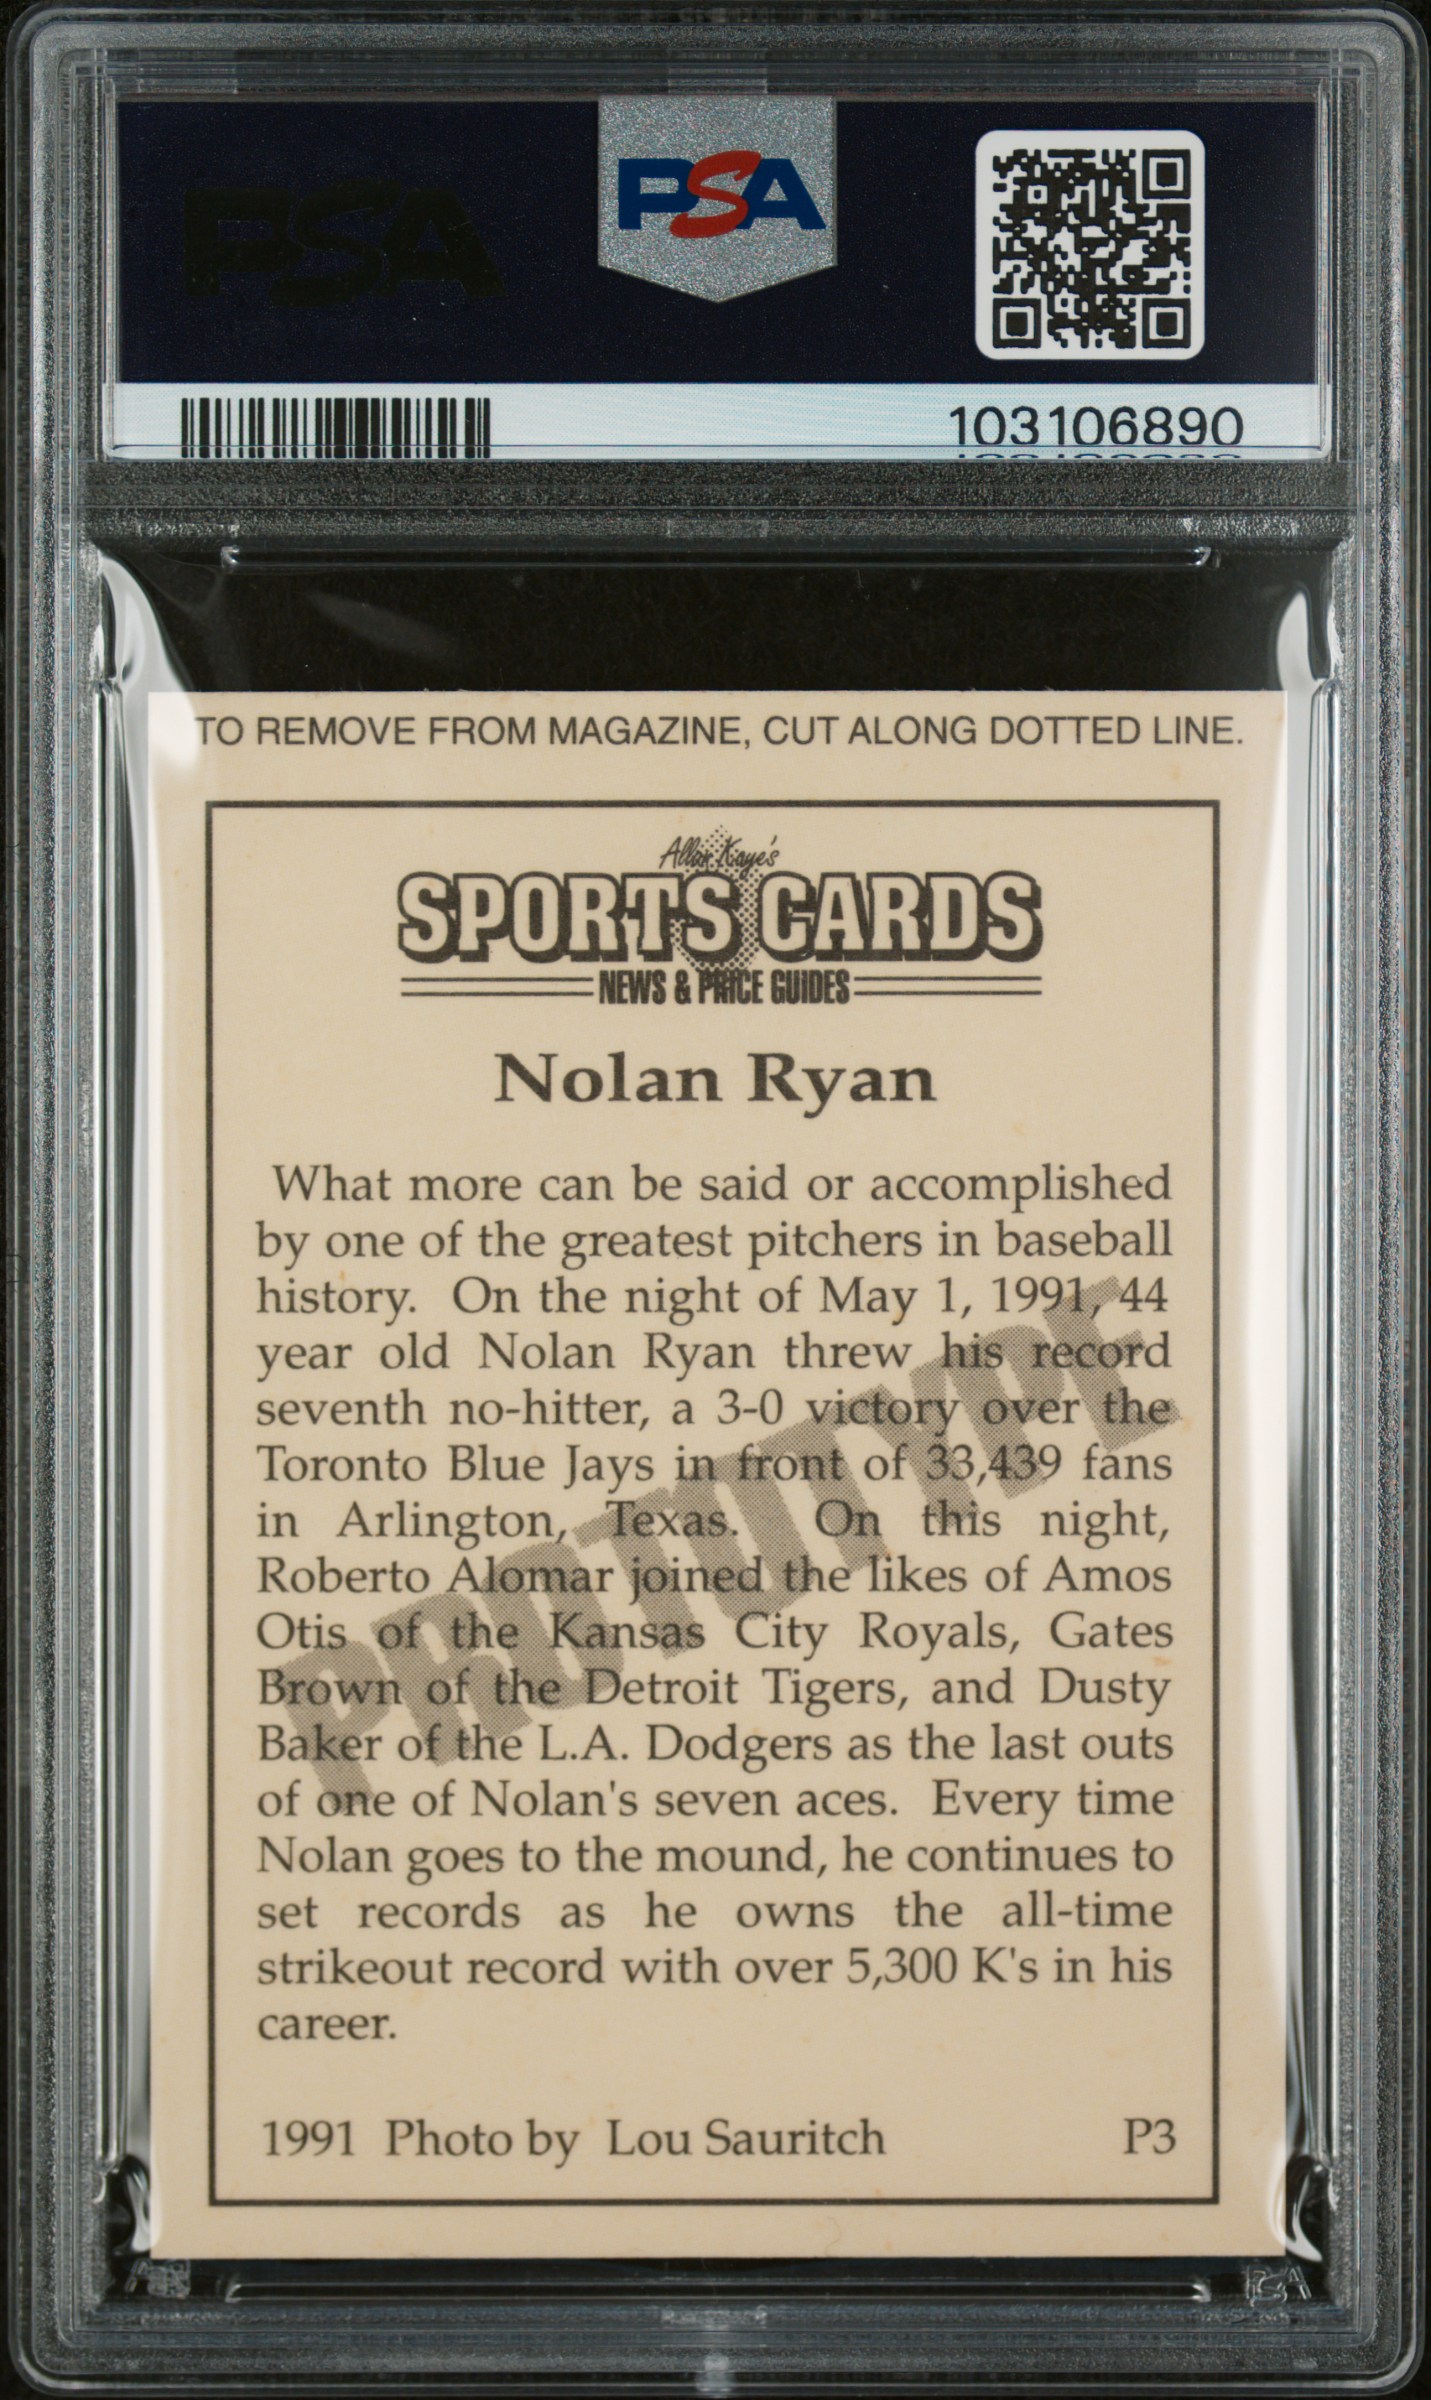 PSA
PSA
103106890
TO REMOVE FROM MAGAZINE, CUT ALONG DOTTED LINE.
Allan Kaye's
SPORTS CARDS
NEWS & PRICE GUIDES
Nolan Ryan
What more can be said or accomplished
by one of the greatest pitchers in baseball
history. On the night of May 1, 1991, 44
year old Nolan Ryan threw his record
seventh no-hitter, a 3-0 victory over the
Toronto Blue Jays in front of 33,439 fans
in Arlington, Texas. On this night,
Roberto Alomar joined the likes of Amos
Otis of the Kansas City Royals, Gates
Brown of the Detroit Tigers, and Dusty
Baker of the L.A. Dodgers as the last outs
of one of Nolan's seven aces. Every time
Nolan goes to the mound, he continues to
set records as he owns the all-time
strikeout record with over 5,300 K's in his
career.
PROTOTYPE
1991 Photo by Lou Sauritch P3
PSA